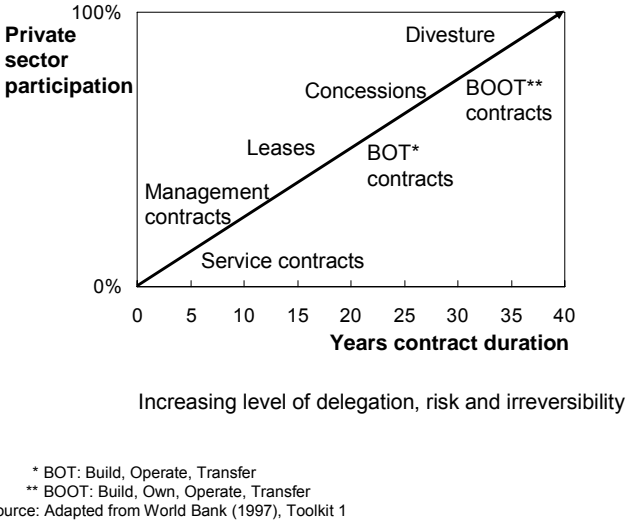 100%
Private
sector
participation
Divesture
Concessions
BOOT**
contracts
Leases
BOT*
contracts
Management
contracts
Service contracts
0%
0 5 10 15 20 25 30 35 40
Years contract duration
Increasing level of delegation, risk and irreversibility
* BOT: Build, Operate, Transfer
** BOOT: Build, Own, Operate, Transfer
ource: Adapted from World Bank (1997), Toolkit 1